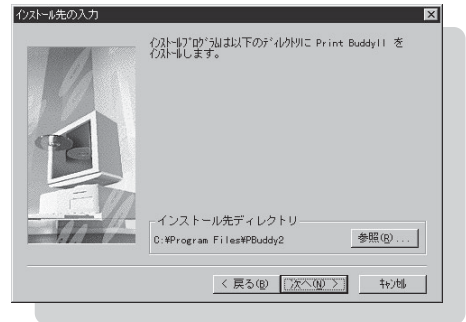 インストール先の入力
ｲﾝｽﾄｰﾙﾌﾟﾛｸﾞﾗﾑは以下のﾃﾞｨﾚｸﾄﾘに Print BuddyII を
ｲﾝｽﾄｰﾙします。
インストール先ディレクトリ
C:¥Program Files¥PBuddy2
参照(R)...
< 戻る(B)
次へ(N) >
ｷｬﾝｾﾙ